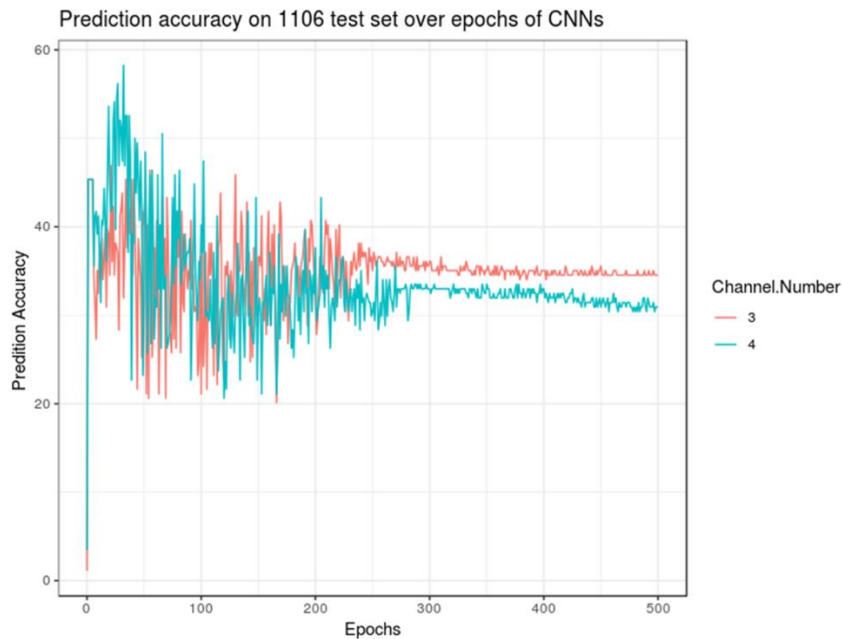 Prediction accuracy on 1106 test set over epochs of CNNs
60
40
20
0
Predition Accuracy
0 100 200 300 400 500
Epochs
Channel.Number
3
4